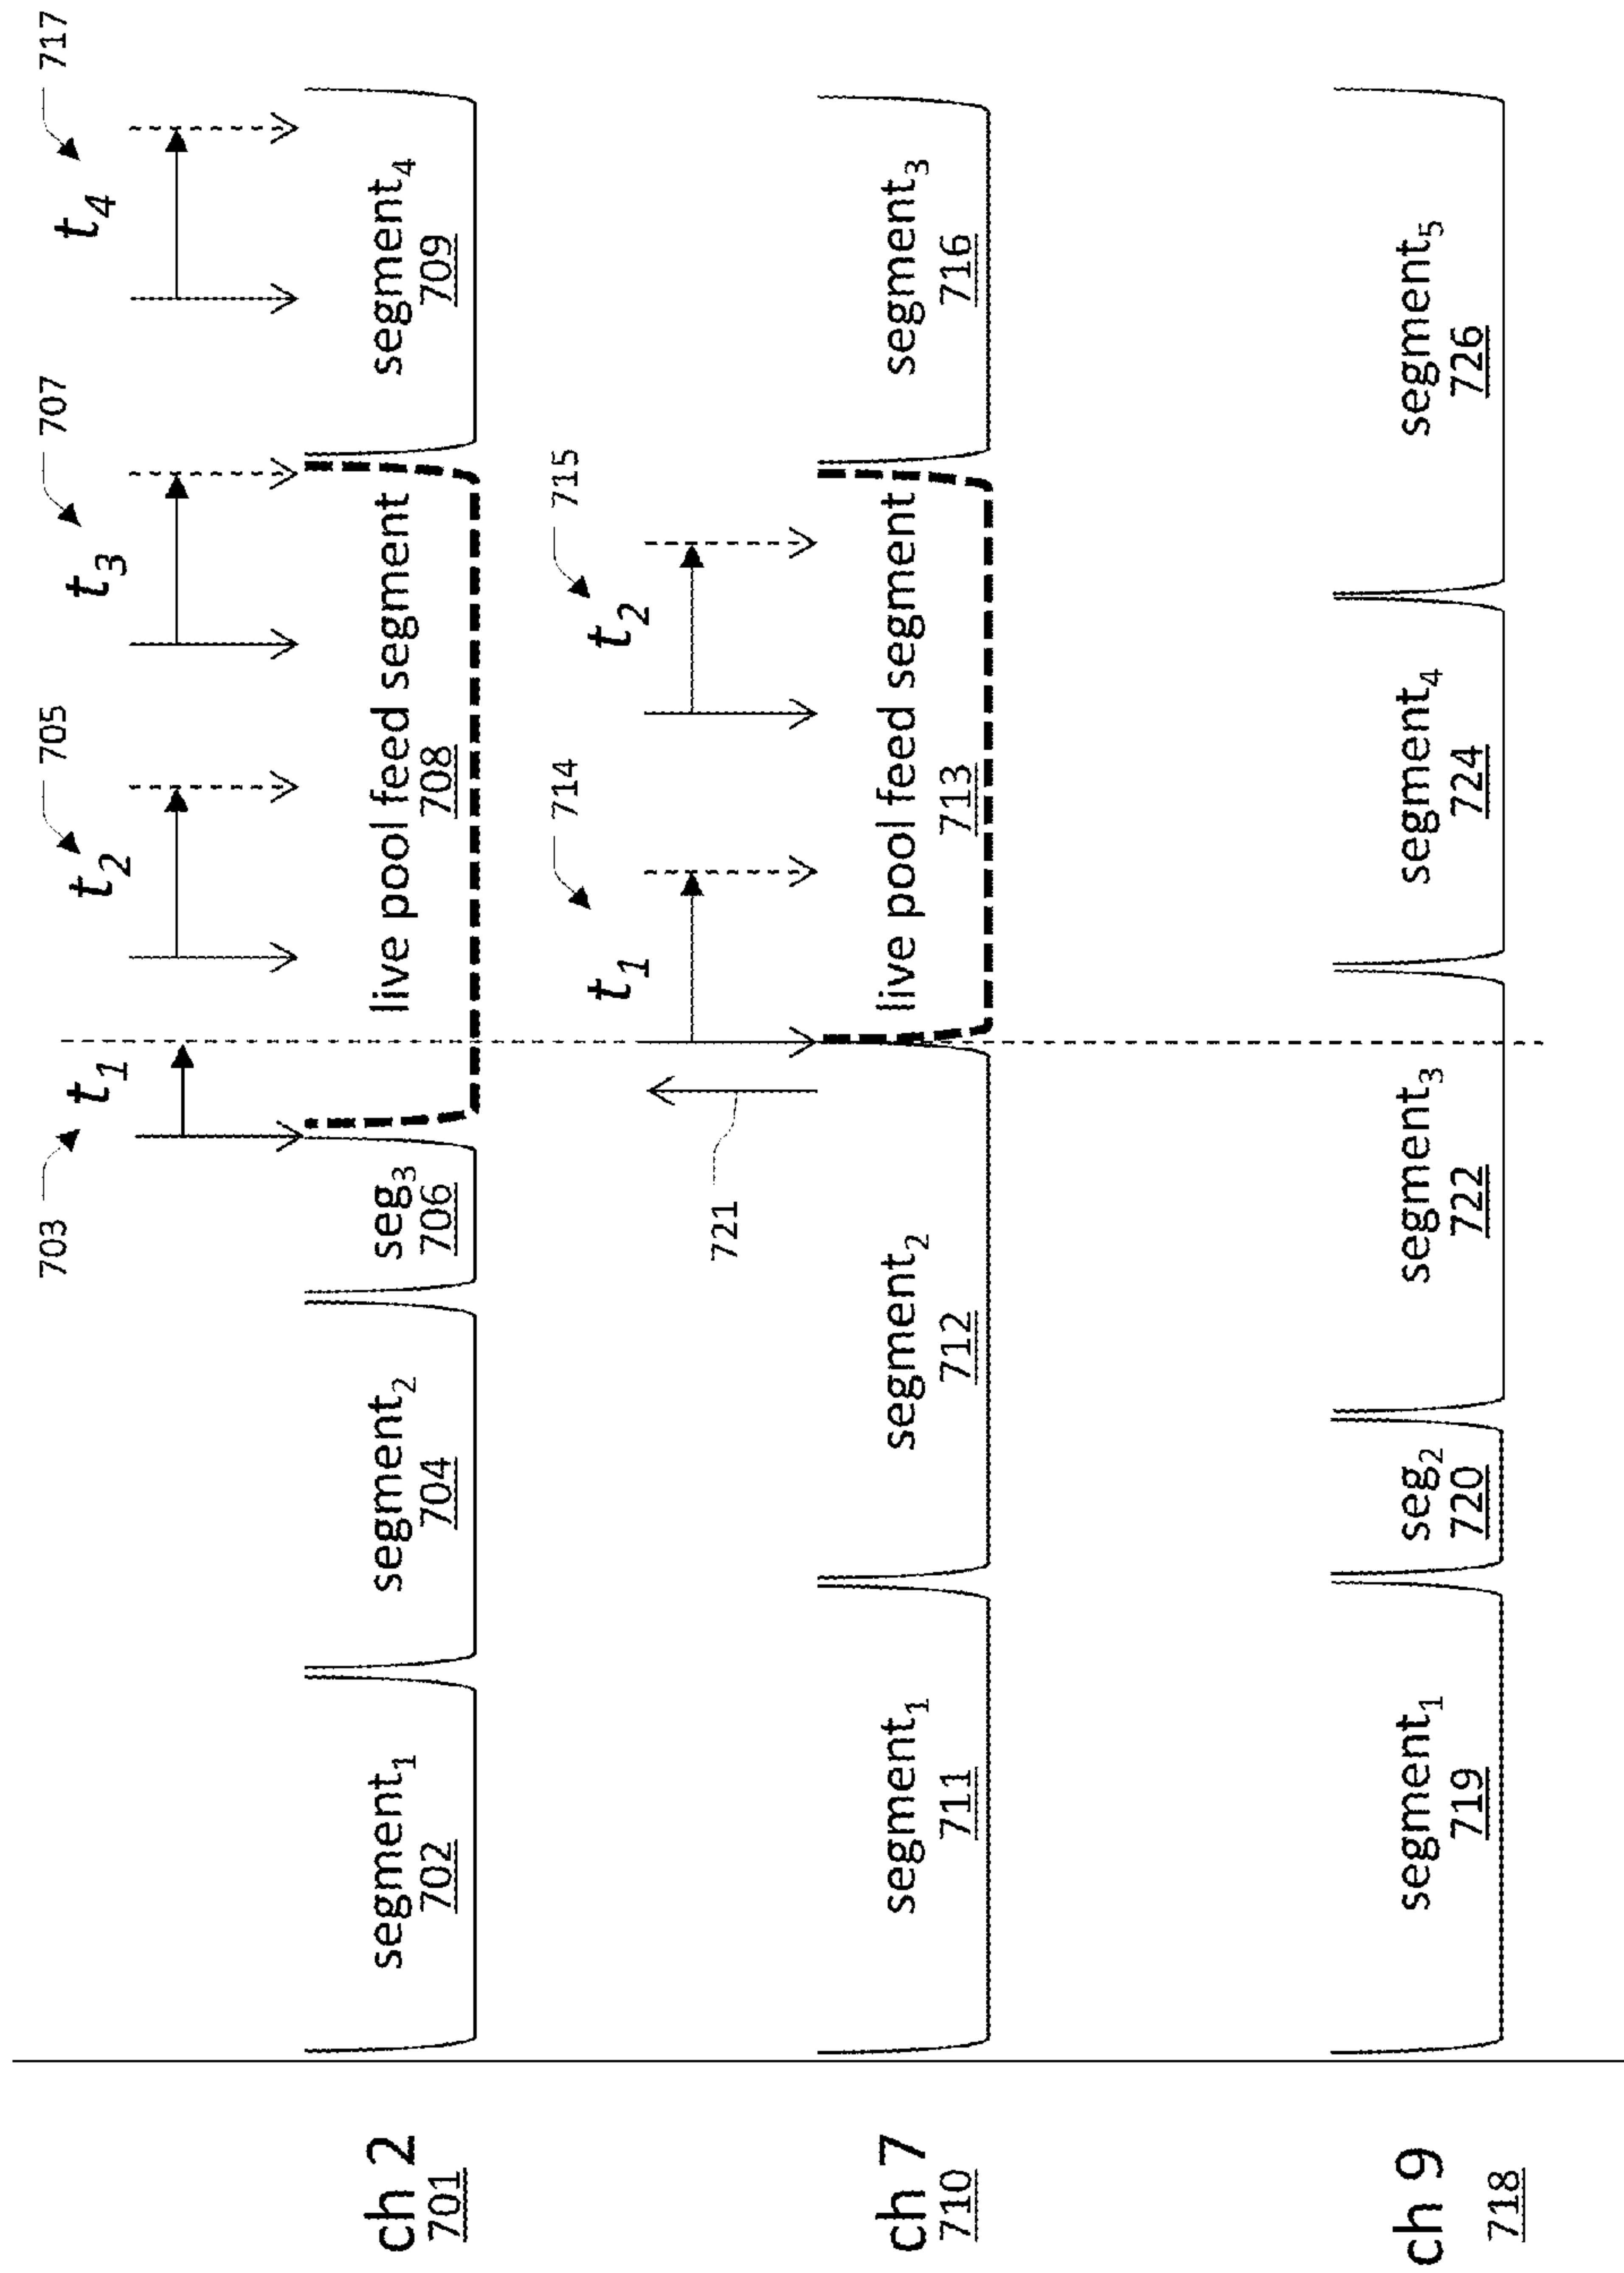 703
t1
705
t2
707
t3
717
t4
ch 2
701
segment1
702
segment2
704
seg3
706
live pool feed segment
708
segment4
709
721
714
t1
715
t2
ch 7
710
segment1
711
segment2
712
live pool feed segment
713
segment3
716
ch 9
718
segment1
719
seg2
720
segment3
722
segment4
724
segment5
726